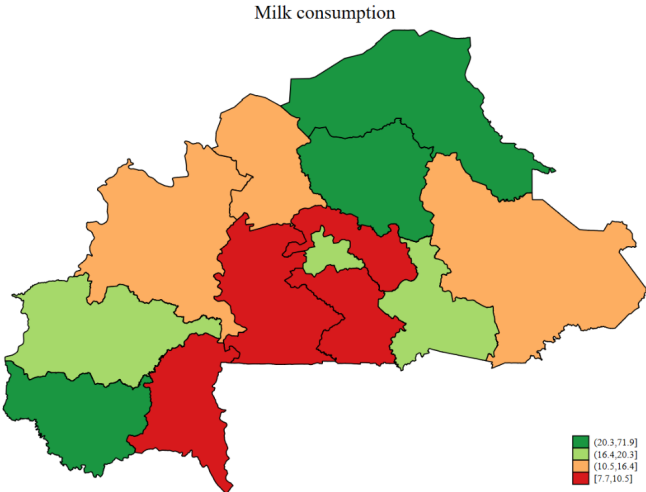 Milk consumption
(20.3,71.9]
(16.4,20.3]
(10.5,16.4]
[7.7,10.5]